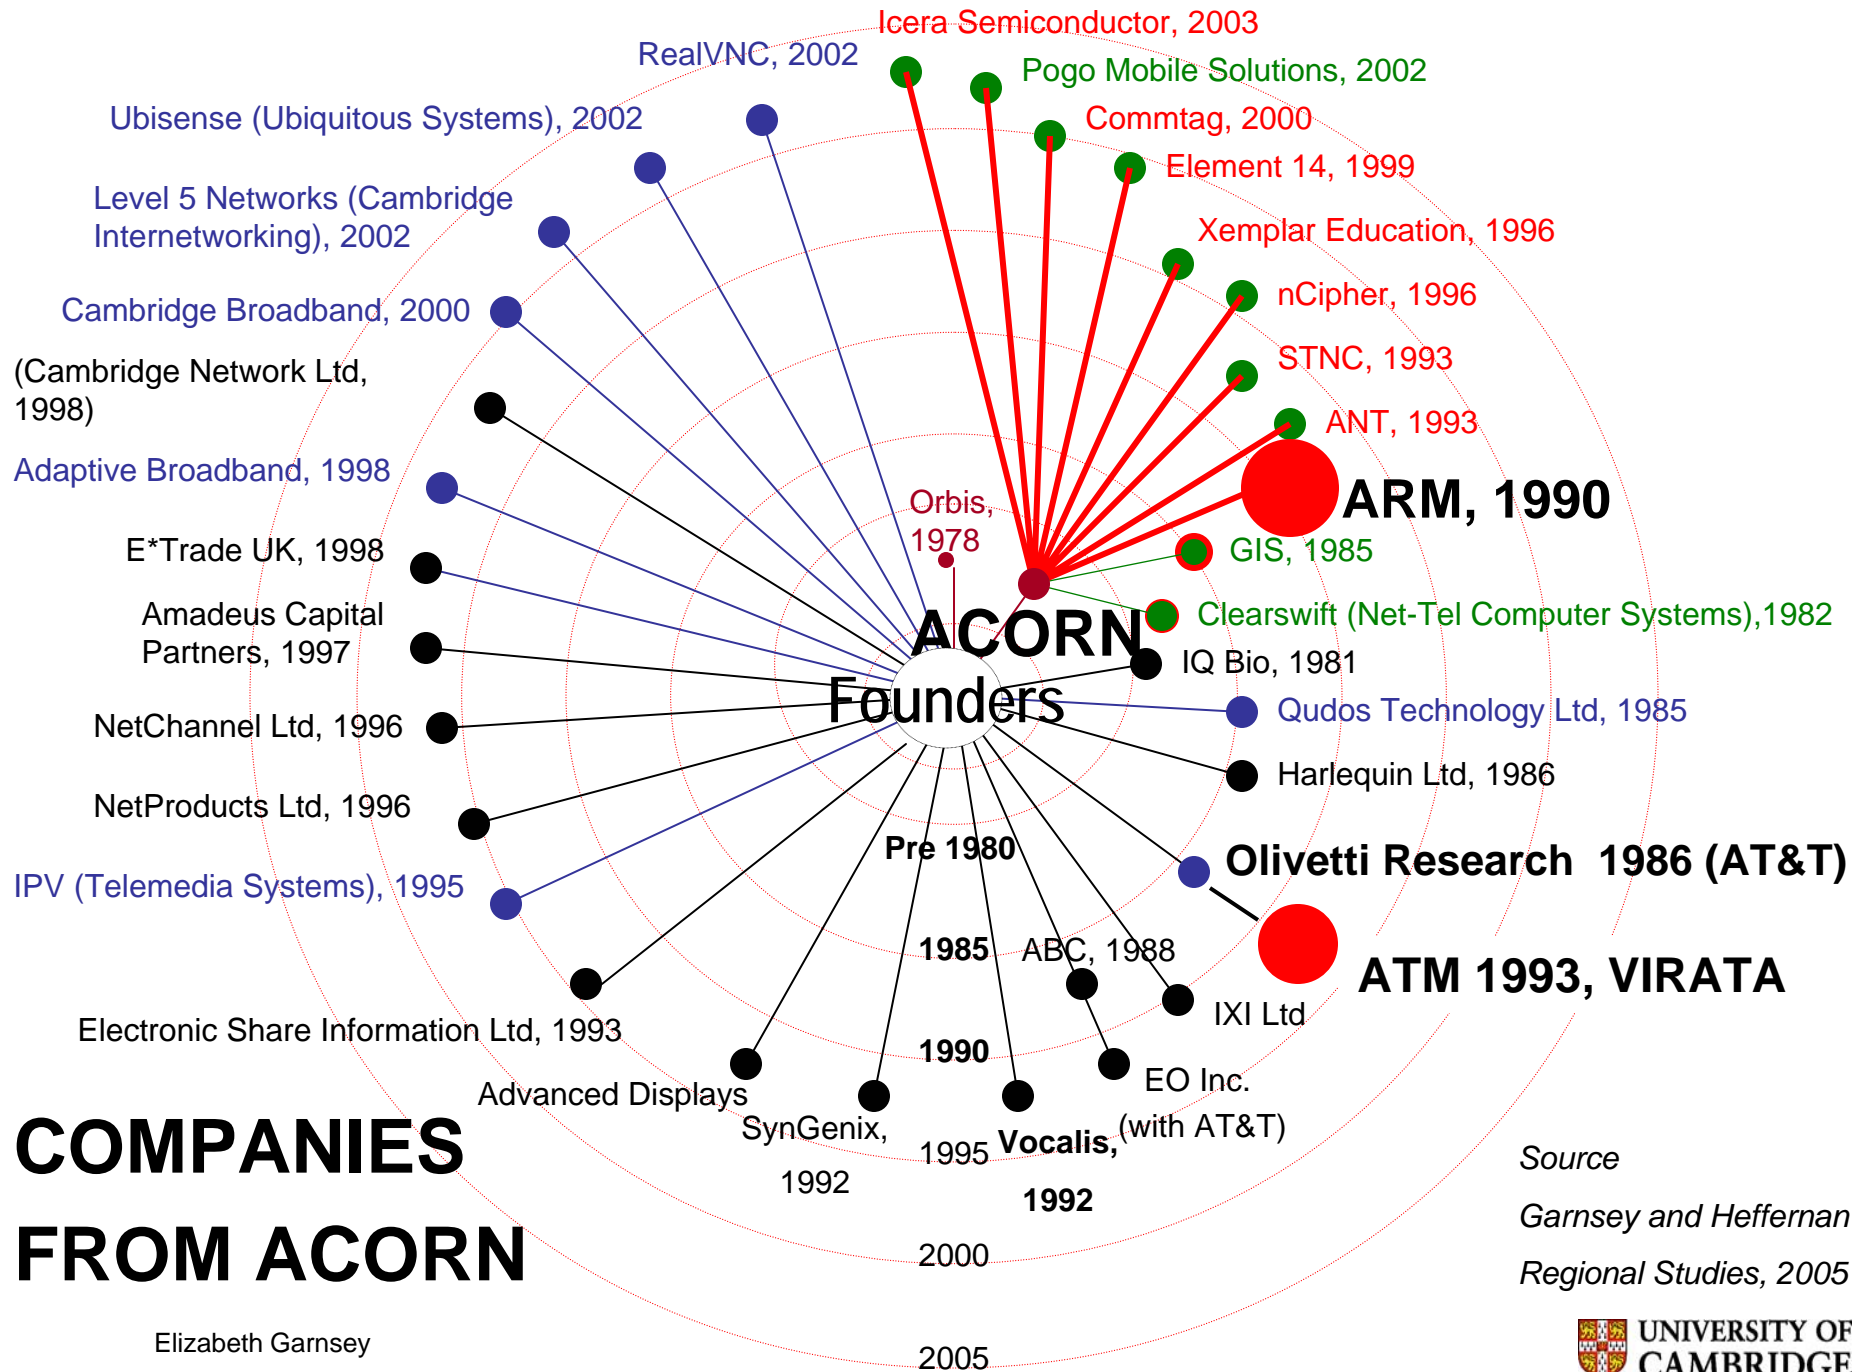 Icera Semiconductor, 2003
RealVNC, 2002
Pogo Mobile Solutions, 2002
Ubisense (Ubiquitous Systems), 2002
Commtag, 2000
Element 14, 1999
Level 5 Networks (Cambridge
Internetworking), 2002
Xemplar Education, 1996
Cambridge Broadband, 2000
nCipher, 1996
(Cambridge Network Ltd,
1998)
STNC, 1993
ANT, 1993
Adaptive Broadband, 1998
ARM, 1990
Orbis,
1978
E*Trade UK, 1998
GIS, 1985
Amadeus Capital
Partners, 1997
Clearswift (Net-Tel Computer Systems),1982
ACORN
IQ Bio, 1981
Founders
Qudos Technology Ltd, 1985
NetChannel Ltd, 1996
Harlequin Ltd, 1986
NetProducts Ltd, 1996
Pre 1980
Olivetti Research 1986 (AT&T)
IPV (Telemedia Systems), 1995
1985
ABC, 1988
ATM 1993, VIRATA
IXI Ltd
Electronic Share Information Ltd, 1993
1990
EO Inc.
(with AT&T)
Advanced Displays
SynGenix,
1992
1995
Vocalis,
1992
COMPANIES
FROM ACORN
Source
Garnsey and Heffernan
Regional Studies, 2005
2000
Elizabeth Garnsey
2005
UNIVERSITY OF
CAMBRIDGE